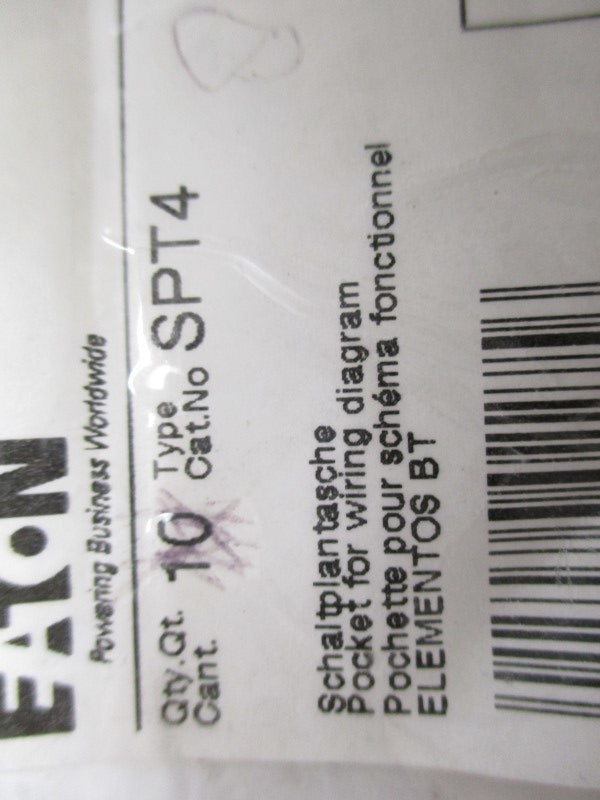 EATON
Powering Business Worldwide
Qty.Qt. 10 Type
Cant. Cat.No SPT4
Schaltplantasche
Pocket for wiring diagram
Pochette pour schéma fonctionnel
ELEMENTOS BT